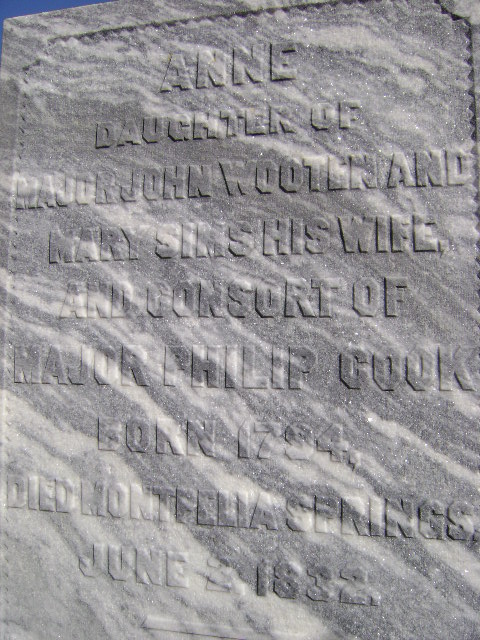 ANNE
DAUGHTER OF
MAJOR JOHN WOOTEN AND
MARY SIMS HIS WIFE,
AND CONSORT OF
MAJOR PHILIP COOK
BORN 1794,
DIED MONTPELIA SPRINGS,
JUNE 2, 1832.